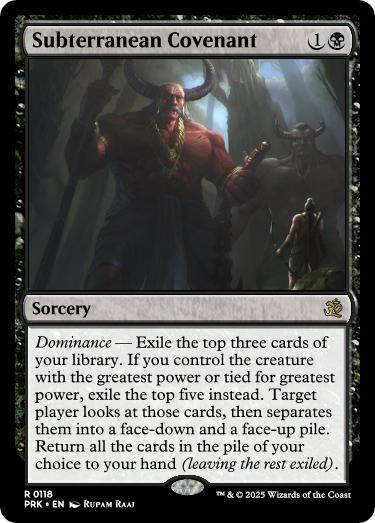 Subterranean Covenant 1
Sorcery
Dominance — Exile the top three cards of
your library. If you control the creature
with the greatest power or tied for greatest
power, exile the top five instead. Target
player looks at those cards, then separates
them into a face-down and a face-up pile.
Return all the cards in the pile of your
choice to your hand (leaving the rest exiled).
R 0118
PRK • EN Rupam Raaj
™ & © 2025 Wizards of the Coast